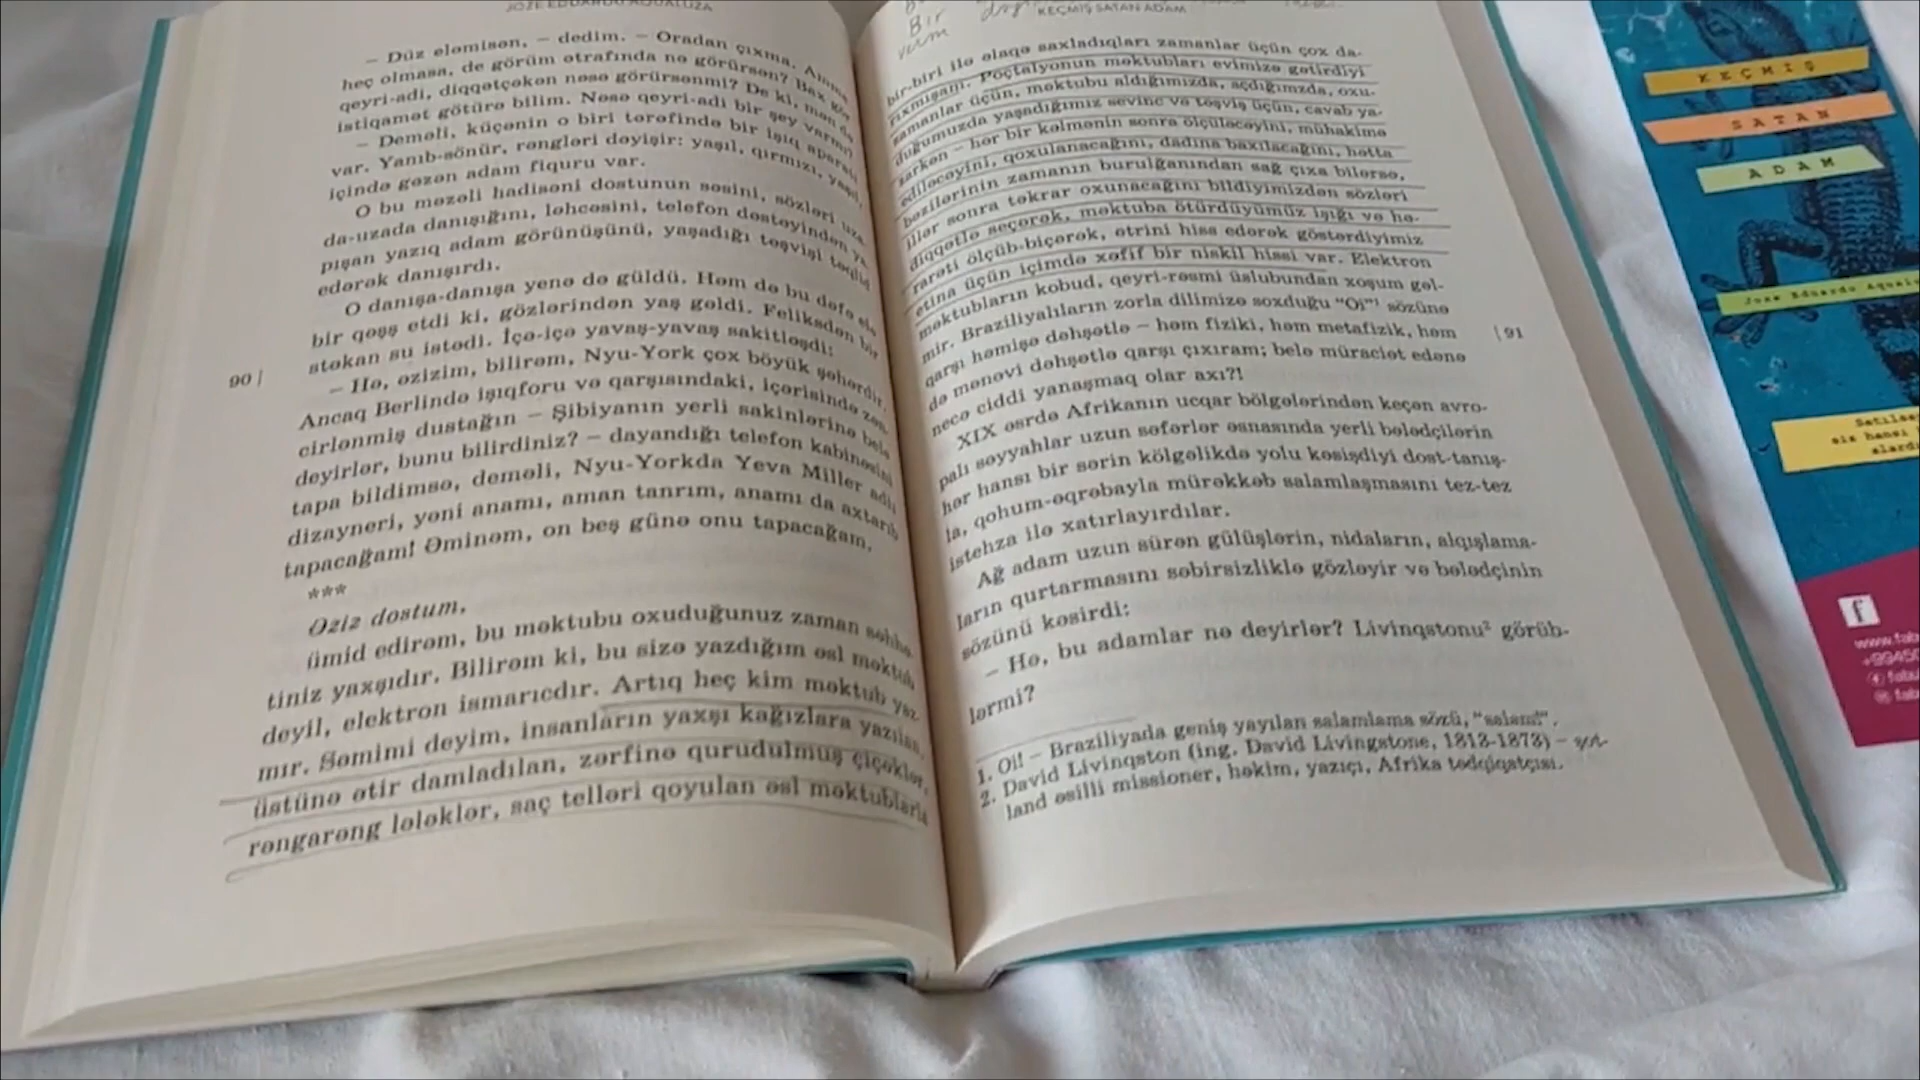 JOZE EDUARDO AQUALUZA
– Düz eləmisən, – dedim. – Oradan çıxma. Amma
heç olmasa, de görüm ətrafında nə görürsən? Bax gör
qeyri-adi, diqqətçəkən nəsə görürsənmi? De ki, mən də
istiqamət götürə bilim. Nəsə qeyri-adi bir şey varmı?
– Deməli, küçənin o biri tərəfində bir işıq aparatı
var. Yanıb-sönür, rəngləri dəyişir: yaşıl, qırmızı, yaşıl,
içində gəzən adam fiquru var.
O bu məzəli hadisəni dostunun səsini, sözləri uza-
da-uzada danışığını, ləhcəsini, telefon dəstəyindən ya-
pışan yazıq adam görünüşünü, yaşadığı təşvişi təqlid
edərək danışırdı.
O danışa-danışa yenə də güldü. Həm də bu dəfə elə
bir qəşş etdi ki, gözlərindən yaş gəldi. Feliksdən bir
stəkan su istədi. İçə-içə yavaş-yavaş sakitləşdi:
– Hə, əzizim, bilirəm, Nyu-York çox böyük şəhərdir.
Ancaq Berlində işıqforu və qarşısındakı, içərisində zən-
cirlənmiş dustağın – Şibiyanın yerli sakinlərinə belə
deyirlər, bunu bilirdiniz? – dayandığı telefon kabinəsini
tapa bildimsə, deməli, Nyu-Yorkda Yeva Miller adlı
dizayneri, yəni anamı, aman tanrım, anamı da axtarıb
tapacağam! Əminəm, on beş günə onu tapacağam.
***
Əziz dostum,
ümid edirəm, bu məktubu oxuduğunuz zaman səhhə-
tiniz yaxşıdır. Bilirəm ki, bu sizə yazdığım əsl məktub
deyil, elektron ismarıcdır. Artıq heç kim məktub yaz-
mır. Səmimi deyim, insanların yaxşı kağızlara yazılan,
üstünə ətir damladılan, zərfinə qurudulmuş çiçəklər,
rəngarəng lələklər, saç telləri qoyulan əsl məktublarla
90 |
Bir
KEÇMİŞ SATAN ADAM
bir-biri ilə əlaqə saxladıqları zamanlar üçün çox da-
rıxmışam. Poçtalyonun məktubları evimizə gətirdiyi
zamanlar üçün, məktubu aldığımızda, açdığımızda, oxu-
duğumuzda yaşadığımız sevinc və təşviş üçün, cavab ya-
zarkən – hər bir kəlmənin sonra ölçüləcəyini, mühakimə
ediləcəyini, qoxulanacağını, dadına baxılacağını, hətta
bəzilərinin zamanın burulğanından sağ çıxa bilərsə,
illər sonra təkrar oxunacağını bildiyimizdən sözləri
diqqətlə seçərək, məktuba ötürdüyümüz işığı və hə-
rarəti ölçüb-biçərək, ətrini hiss edərək göstərdiyimiz
etina üçün içimdə xəfif bir niskil hissi var. Elektron
məktubların kobud, qeyri-rəsmi üslubundan xoşum gəl-
mir. Braziliyahların zorla dilimizə soxduğu "Oi"¹ sözünə
qarşı həmişə dəhşətlə – həm fiziki, həm metafizik, həm
də mənəvi dəhşətlə qarşı çıxıram; belə müraciət edənə
necə ciddi yanaşmaq olar axı?!
XIX əsrdə Afrikanın ucqar bölgələrindən keçən avro-
palı səyyahlar uzun səfərlər əsnasında yerli bələdçilərin
hər hansı bir sərin kölgəlikdə yolu kəsişdiyi dost-tanış-
la, qohum-əqrəbayla mürəkkəb salamlaşmasını tez-tez
istehza ilə xatırlayırdılar.
Ağ adam uzun sürən gülüşlərin, nidaların, alqışlama-
ların qurtarmasını səbirsizliklə gözləyir və bələdçinin
sözünü kəsirdi:
– Hə, bu adamlar nə deyirlər? Livinqstonu² görüb-
lərmi?
1. Oi! – Braziliyada geniş yayılan salamlama sözü, "salam!".
2. David Livinqston (ing. David Livingstone, 1813-1873) – şot-
land əsilli missioner, həkim, yazıçı, Afrika tədqiqatçısı.
| 91
KEÇMİŞ
SATAN
ADAM
Joze Eduardo Aqualu
f
www.fab
+99450